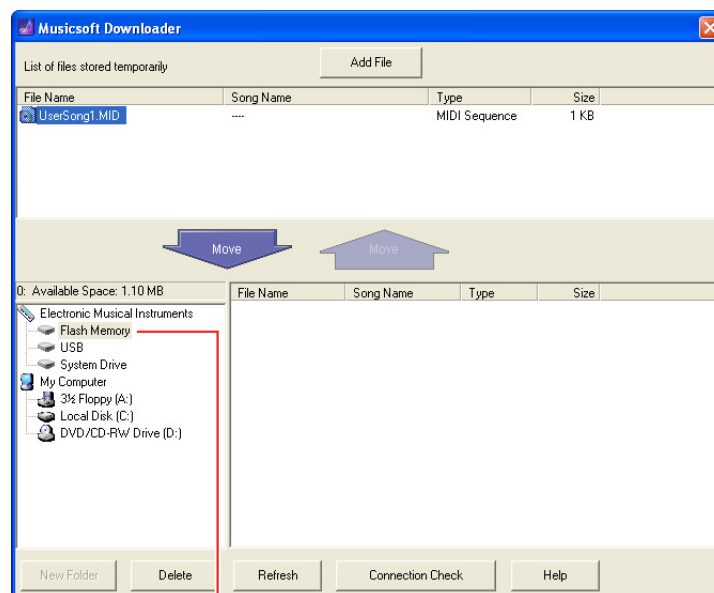 Musicsoft Downloader
List of files stored temporarily Add File
File Name Song Name Type Size
UserSong1.MID ---- MIDI Sequence 1 KB
Move Move
0: Available Space: 1.10 MB
File Name Song Name Type Size
Electronic Musical Instruments
Flash Memory
USB
System Drive
My Computer
3½ Floppy (A:)
Local Disk (C:)
DVD/CD-RW Drive (D:)
New Folder Delete Refresh Connection Check Help